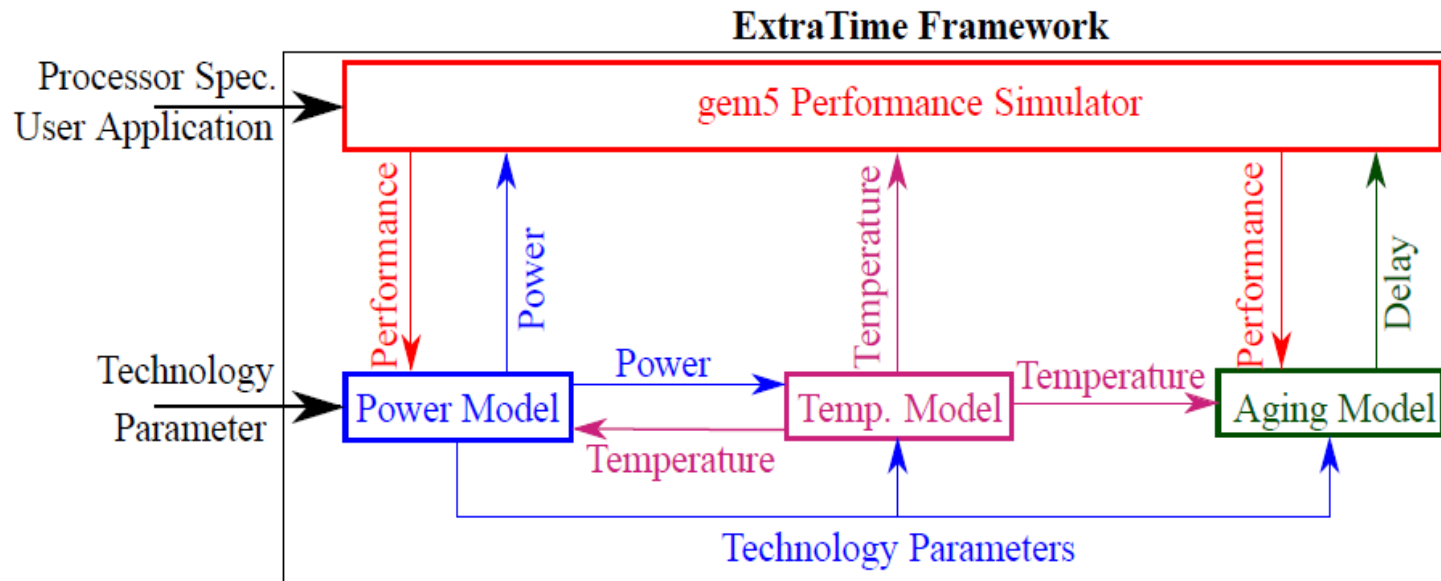 ExtraTime Framework
Processor Spec.
User Application
gem5 Performance Simulator
Performance
Power
Temperature
Performance
Delay
Technology
Parameter
Power
Temperature
Power Model
Temp. Model
Aging Model
Temperature
Technology Parameters